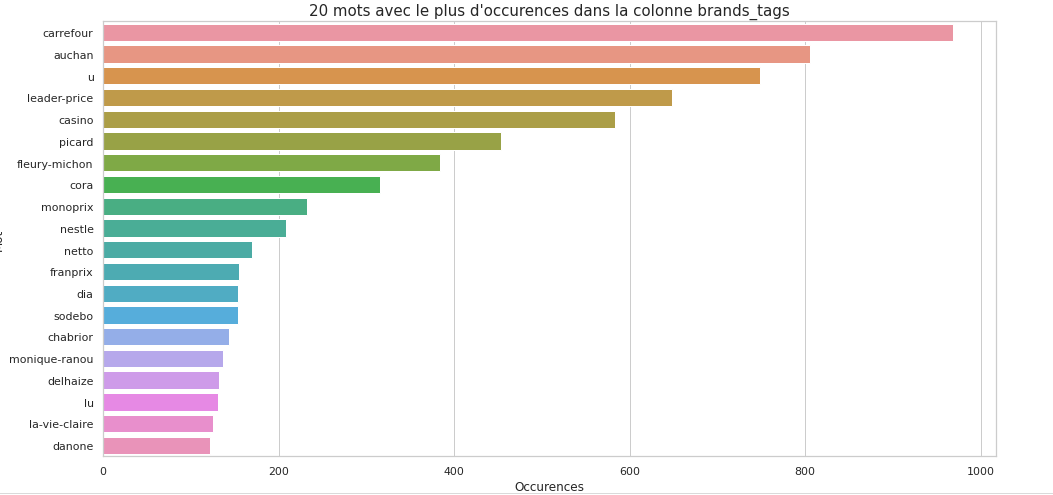 20 mots avec le plus d'occurences dans la colonne brands_tags
carrefour
auchan
u
leader-price
casino
picard
fleury-michon
cora
monoprix
nestle
netto
franprix
dia
sodebo
chabrior
monique-ranou
delhaize
lu
la-vie-claire
danone
0 200 400 600 800 1000
Occurences